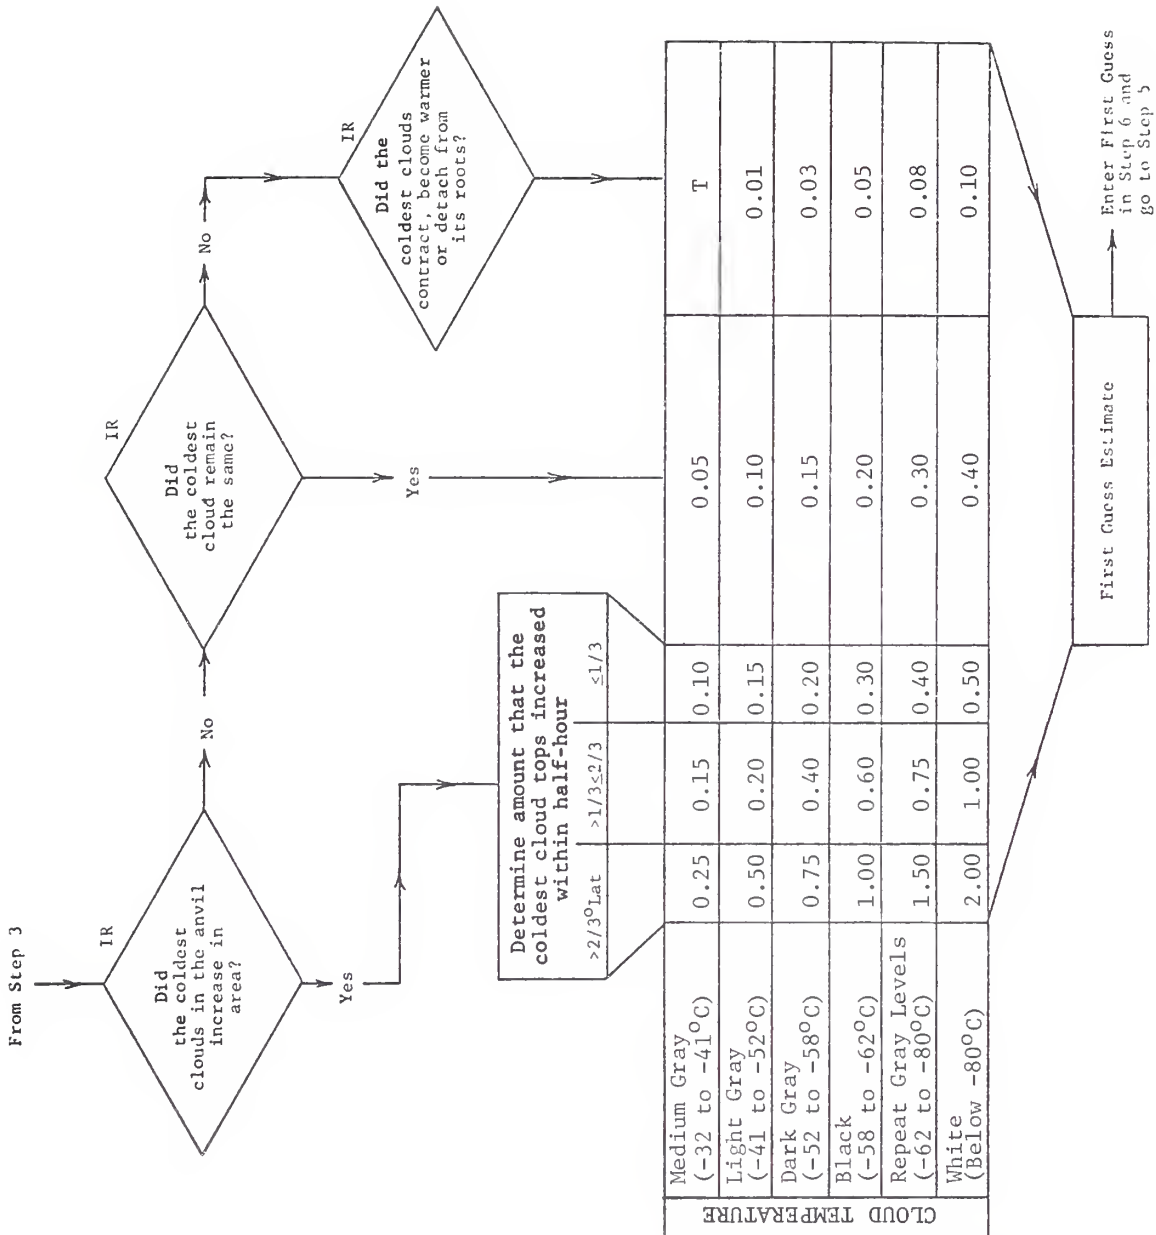 From Step 3
IR
Did
the coldest
clouds in the anvil
increase in
area?
No
Yes
IR
Did
the coldest
cloud remain
the same?
No
Yes
IR
Did the
coldest clouds
contract, become warmer
or detach from
its roots?
Determine amount that the
coldest cloud tops increased
within half-hour
>2/3°Lat >1/3≤2/3 ≤1/3
CLOUD TEMPERATURE
Medium Gray
(-32 to -41°C) 0.25 0.15 0.10 0.05 T
Light Gray
(-41 to -52°C) 0.50 0.20 0.15 0.10 0.01
Dark Gray
(-52 to -58°C) 0.75 0.40 0.20 0.15 0.03
Black
(-58 to -62°C) 1.00 0.60 0.30 0.20 0.05
Repeat Gray Levels
(-62 to -80°C) 1.50 0.75 0.40 0.30 0.08
White
(Below -80°C) 2.00 1.00 0.50 0.40 0.10
First Guess Estimate
Enter First Guess
in Step 6 and
go to Step 5